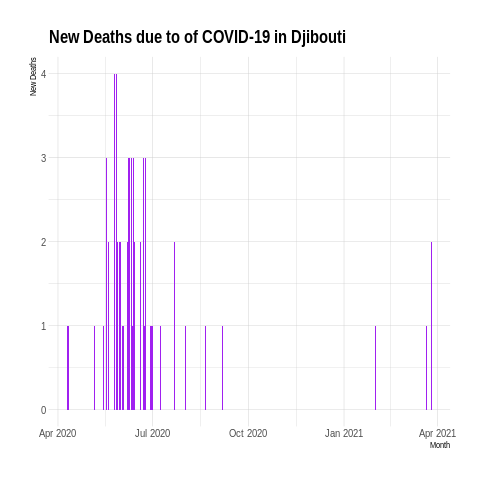 New Deaths due to of COVID-19 in Djibouti
New Deaths
4
3
2
1
0
Apr 2020 Jul 2020 Oct 2020 Jan 2021 Apr 2021
Month